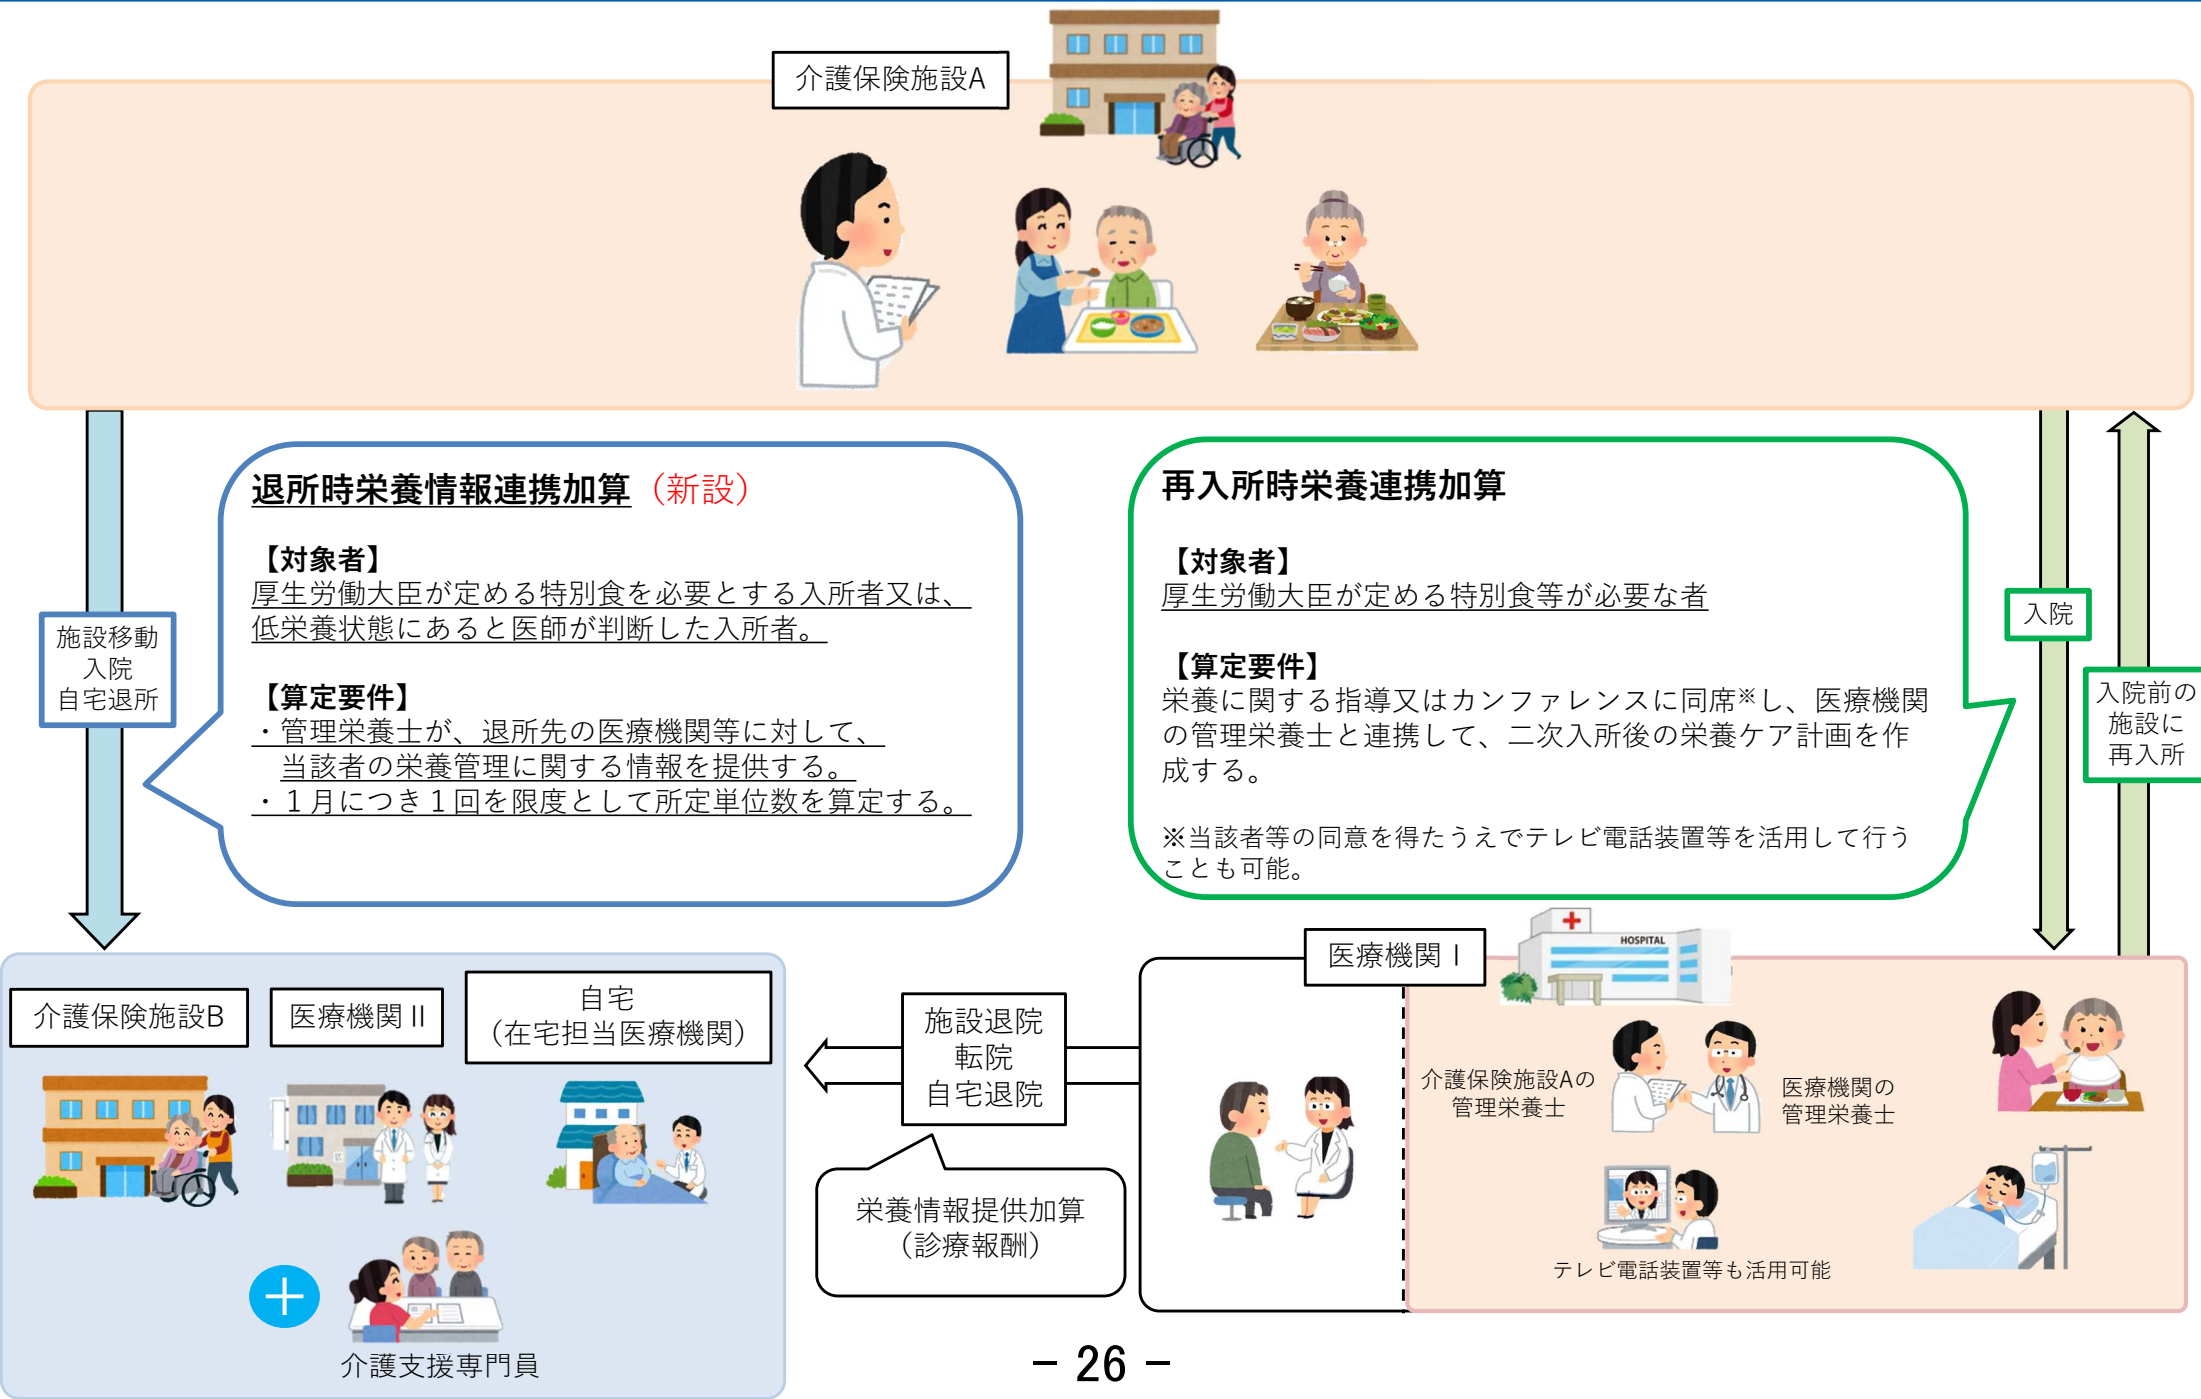 介護保険施設A
退所時栄養情報連携加算（新設）
【対象者】
厚生労働大臣が定める特別食を必要とする入所者又は、
低栄養状態にあると医師が判断した入所者。
【算定要件】
・管理栄養士が、退所先の医療機関等に対して、
当該者の栄養管理に関する情報を提供する。
・１月につき１回を限度として所定単位数を算定する。
施設移動
入院
自宅退所
再入所時栄養連携加算
【対象者】
厚生労働大臣が定める特別食等が必要な者
【算定要件】
栄養に関する指導又はカンファレンスに同席※し、医療機関
の管理栄養士と連携して、二次入所後の栄養ケア計画を作
成する。
※当該者等の同意を得たうえでテレビ電話装置等を活用して行う
ことも可能。
入院
入院前の
施設に
再入所
介護保険施設B
医療機関Ⅱ
自宅
（在宅担当医療機関）
介護支援専門員
施設退院
転院
自宅退院
栄養情報提供加算
（診療報酬）
医療機関Ⅰ
HOSPITAL
介護保険施設Aの
管理栄養士
医療機関の
管理栄養士
テレビ電話装置等も活用可能
－ 26 －